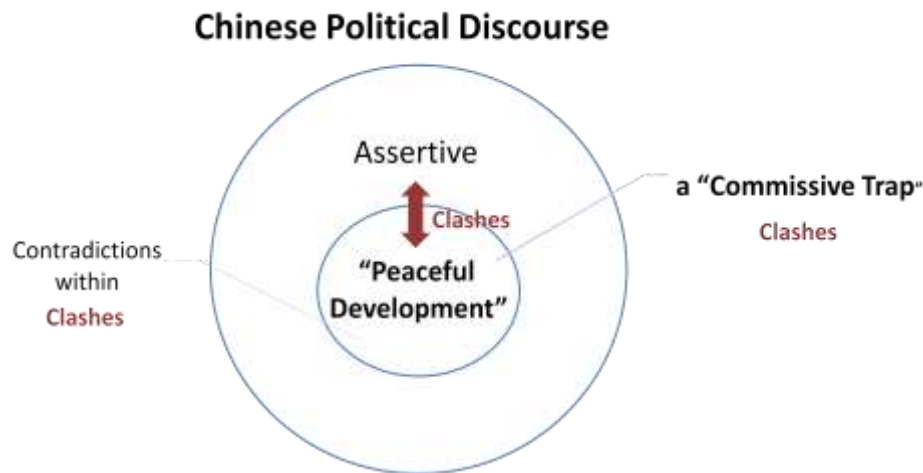 Chinese Political Discourse
Assertive
Clashes
"Peaceful
Development"
a "Commissive Trap"
Clashes
Contradictions
within
Clashes